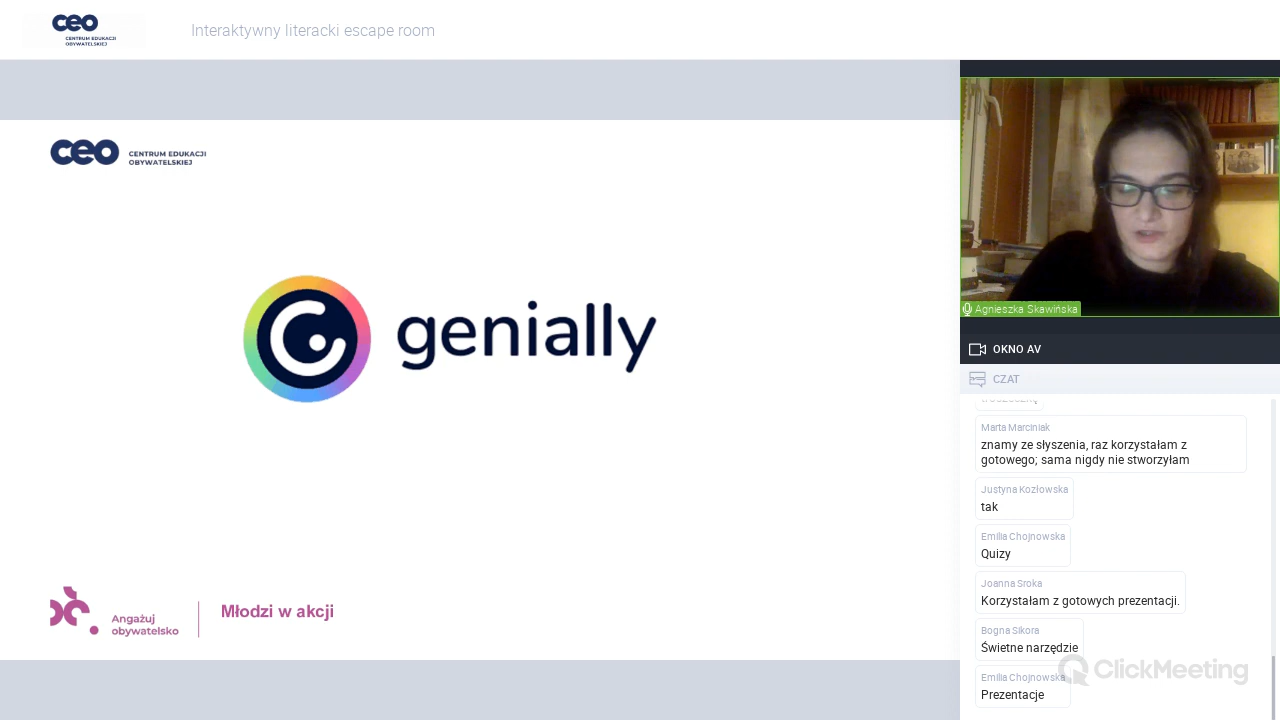 ceo
CENTRUM EDUKACJI
OBYWATELSKIEJ
Interaktywny literacki escape room
ceo
CENTRUM EDUKACJI
OBYWATELSKIEJ
genially
Angażuj
obywatelsko
Młodzi w akcji
Agnieszka Skawińska
OKNO AV
CZAT
Marta Marciniak
znamy ze słyszenia, raz korzystałam z
gotowego; sama nigdy nie stworzyłam
Justyna Kozłowska
tak
Emilia Chojnowska
Quizy
Joanna Sroka
Korzystałam z gotowych prezentacji.
Bogna Sikora
Świetne narzędzie
Emilia Chojnowska
Prezentacje
ClickMeeting